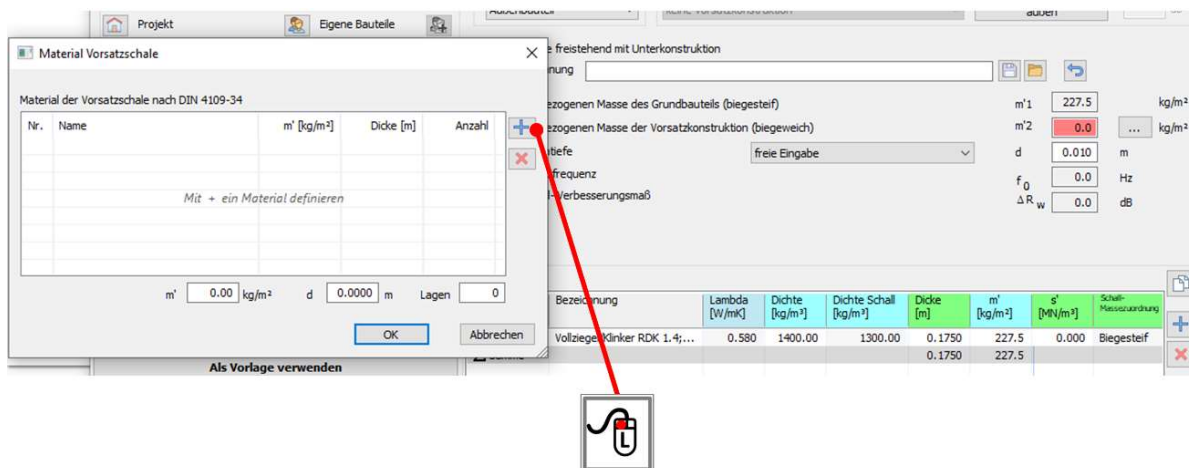 Außenbauteil
Keine Vorsatzkonstruktion
Projekt
Eigene Bauteile
Material Vorsatzschale
Material der Vorsatzschale nach DIN 4109-34
Nr. Name m' [kg/m²] Dicke [m] Anzahl
Mit + ein Material definieren
m' 0.00 kg/m² d 0.0000 m Lagen 0
OK Abbrechen
Als Vorlage verwenden
e freistehend mit Unterkonstruktion
nung
ezogenen Masse des Grundbauteils (biegesteif) m'1 227.5 kg/m²
ezogenen Masse der Vorsatzkonstruktion (biegeweich) m'2 0.0 ... kg/m²
ntiefe freie Eingabe d 0.010 m
frequenz f0 0.0 Hz
l-Verbesserungsmaß ΔRw 0.0 dB
Bezeichnung Lambda [W/mK] Dichte [kg/m³] Dichte Schall [kg/m³] Dicke [m] m' [kg/m²] s' [MN/m³] Schall-Massezuordnung
Vollziegel/Klinker RDK 1.4;... 0.580 1400.00 1300.00 0.1750 227.5 0.000 Biegesteif
0.1750 227.5
L